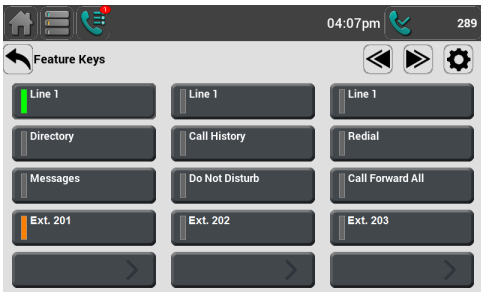 1
04:07pm 289
Feature Keys
Line 1 Line 1 Line 1
Directory Call History Redial
Messages Do Not Disturb Call Forward All
Ext. 201 Ext. 202 Ext. 203